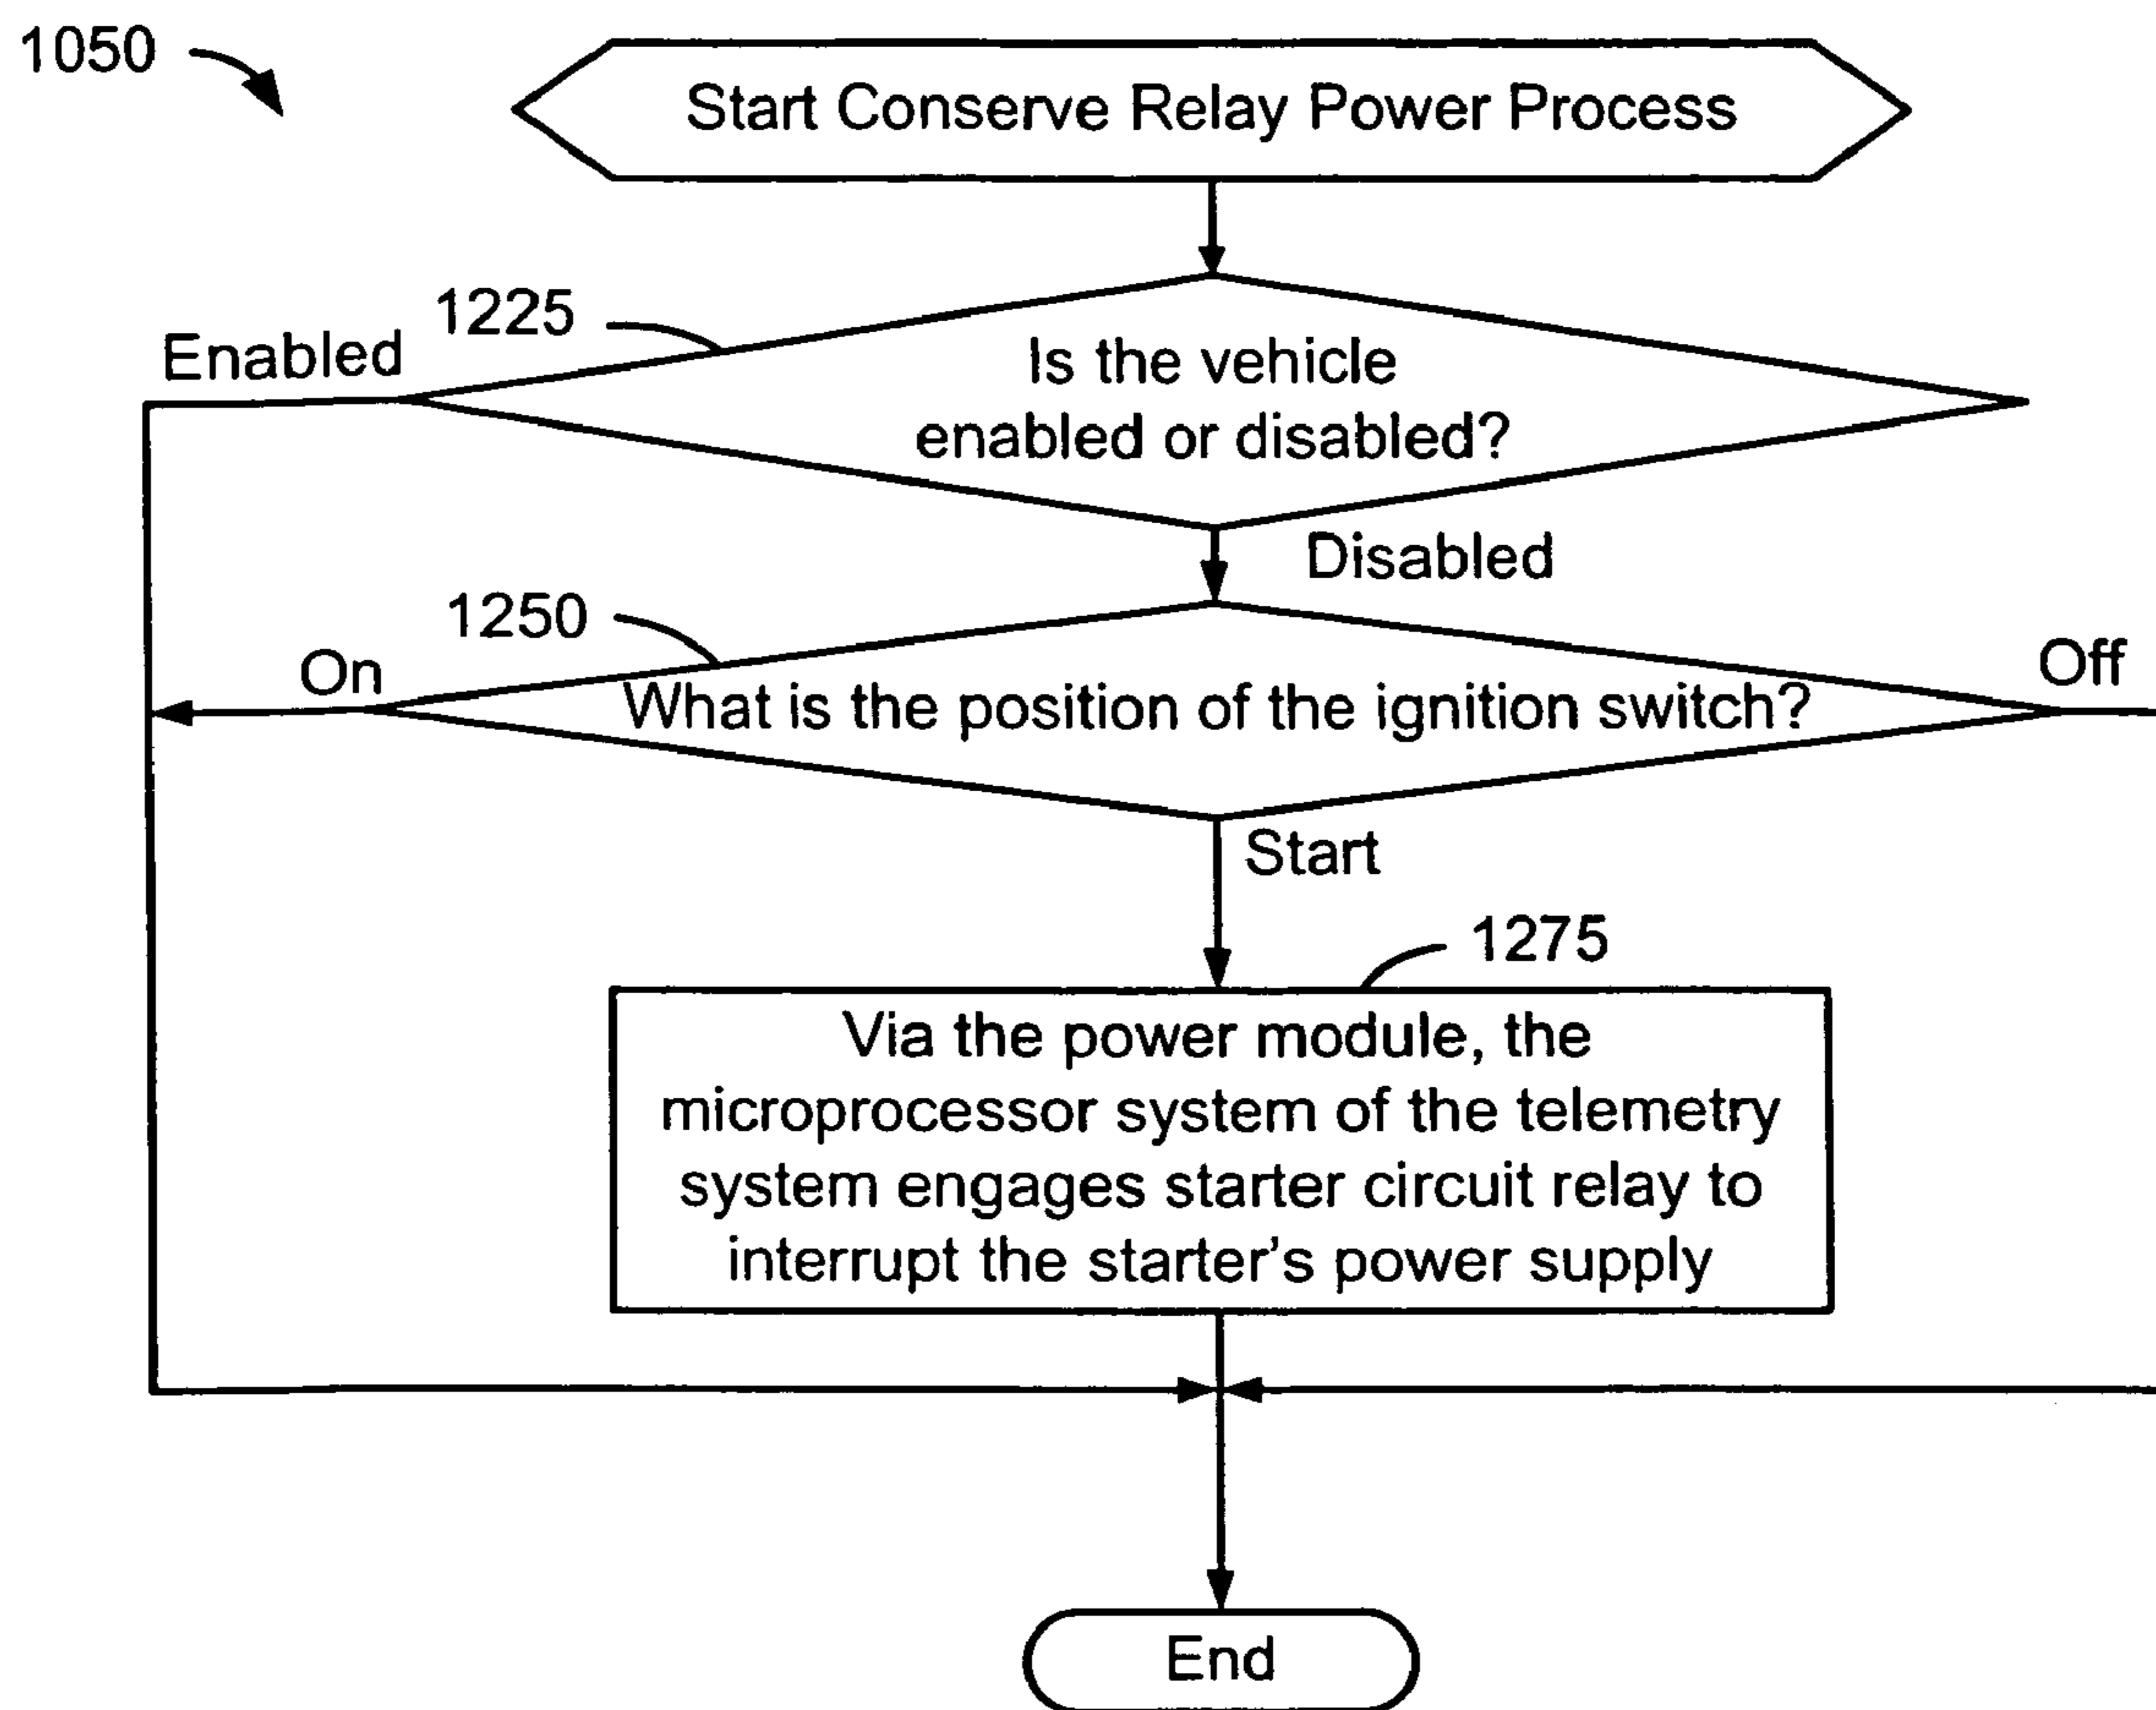 1050
Start Conserve Relay Power Process
1225
Enabled
Is the vehicle
enabled or disabled?
Disabled
1250
On
Off
What is the position of the ignition switch?
Start
1275
Via the power module, the
microprocessor system of the telemetry
system engages starter circuit relay to
interrupt the starter's power supply
End